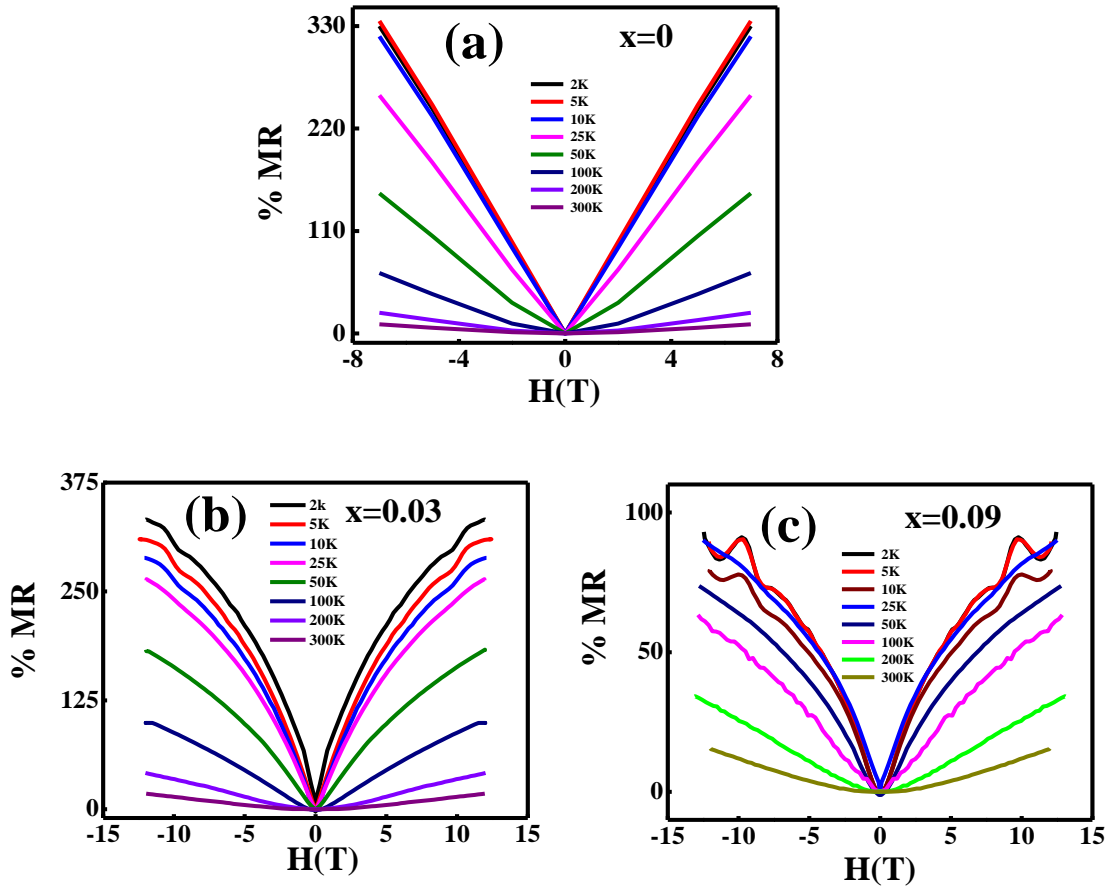 330
220
110
0
% MR
(a)
x=0
2K
5K
10K
25K
50K
100K
200K
300K
-8
-4
0
4
8
H(T)
375
250
125
0
% MR
(b)
x=0.03
2k
5K
10K
25K
50K
100K
200K
300K
-15
-10
-5
0
5
10
15
H(T)
100
50
0
% MR
(c)
x=0.09
2K
5K
10K
25K
50K
100K
200K
300K
-15
-10
-5
0
5
10
15
H(T)